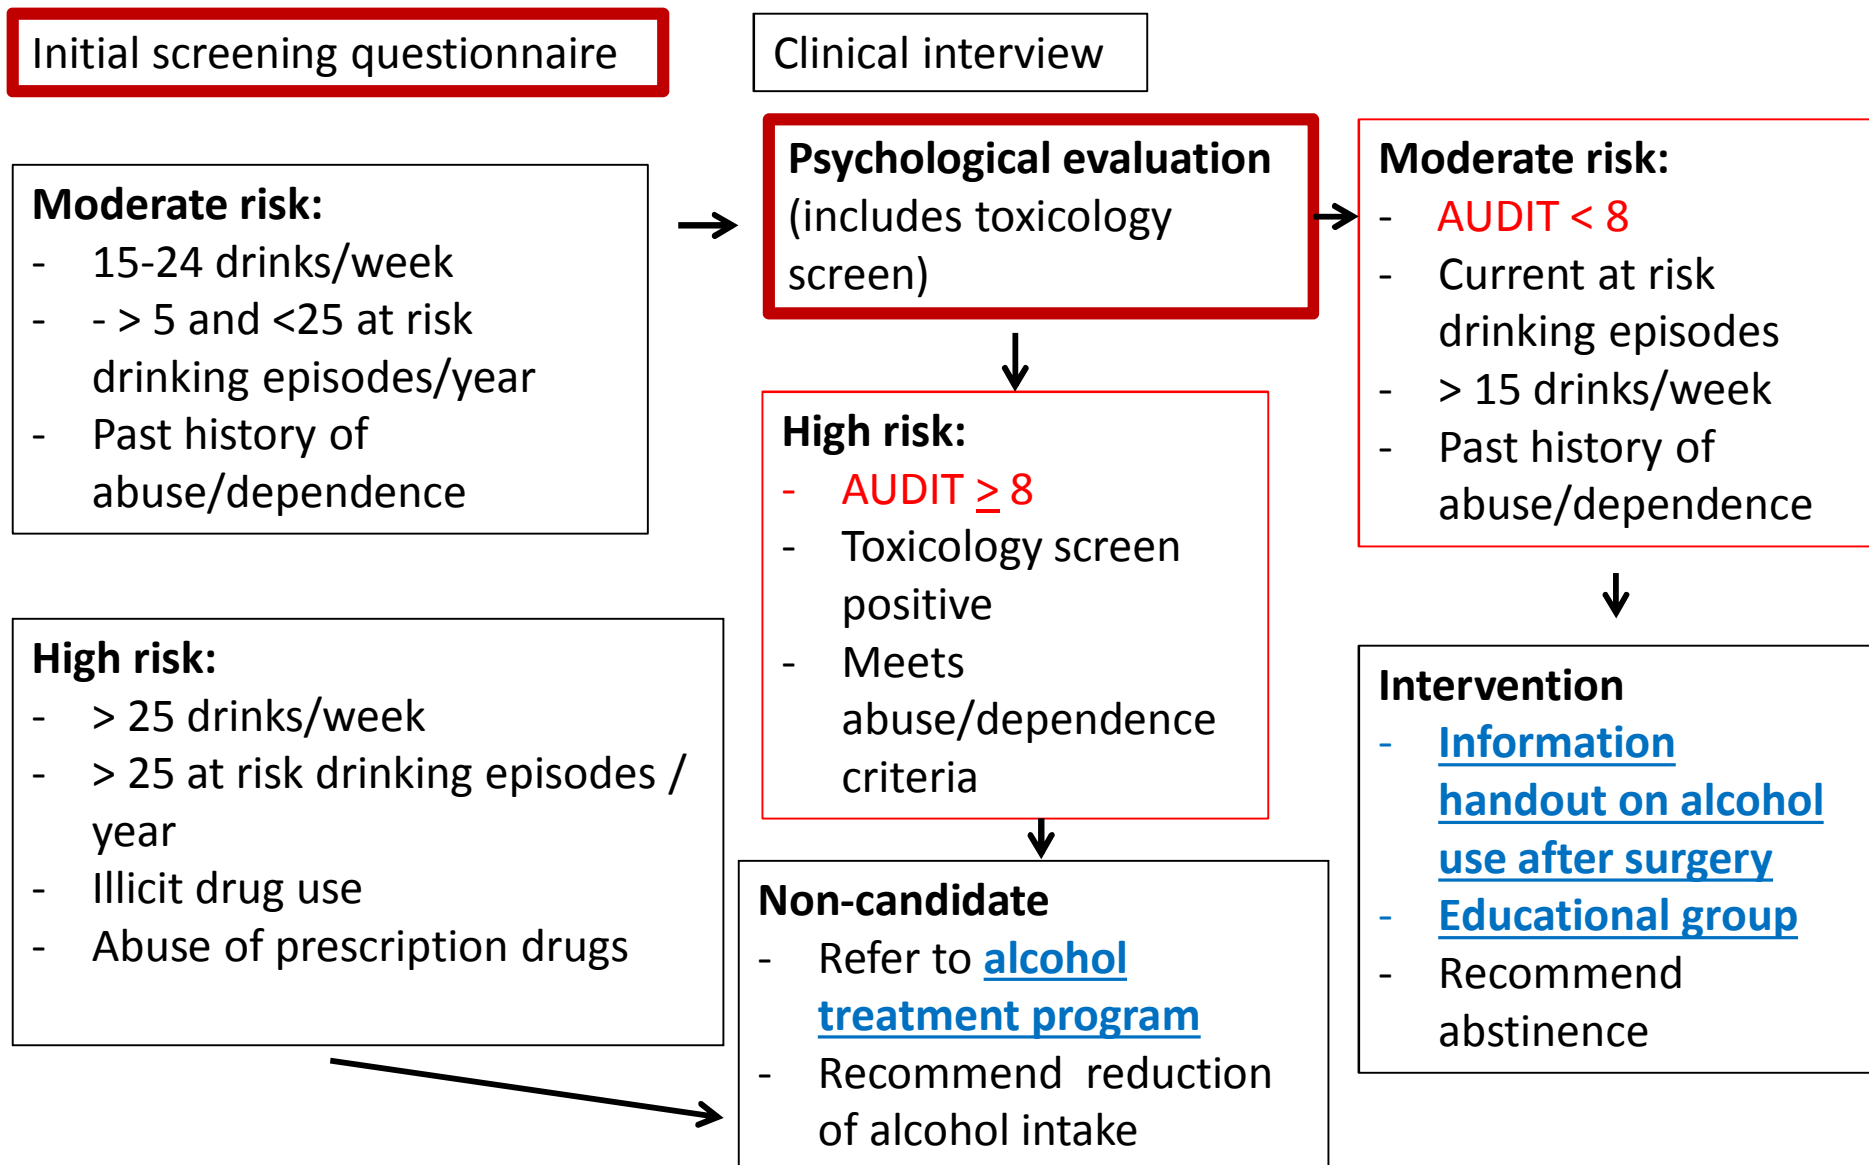 Initial screening questionnaire
Clinical interview
Moderate risk:
- 15-24 drinks/week
- - > 5 and <25 at risk
drinking episodes/year
- Past history of
abuse/dependence
High risk:
- > 25 drinks/week
- > 25 at risk drinking episodes /
year
- Illicit drug use
- Abuse of prescription drugs
Psychological evaluation
(includes toxicology
screen)
High risk:
- AUDIT ≥ 8
- Toxicology screen
positive
- Meets
abuse/dependence
criteria
Non-candidate
- Refer to alcohol
treatment program
- Recommend reduction
of alcohol intake
Moderate risk:
- AUDIT < 8
- Current at risk
drinking episodes
- > 15 drinks/week
- Past history of
abuse/dependence
Intervention
- Information
handout on alcohol
use after surgery
- Educational group
- Recommend
abstinence